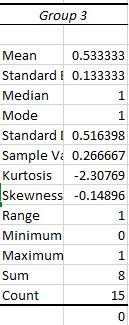 Group 3
Mean 0.533333
Standard E 0.133333
Median 1
Mode 1
Standard D 0.516398
Sample Va 0.266667
Kurtosis -2.30769
Skewness -0.14896
Range 1
Minimum 0
Maximum 1
Sum 8
Count 15
0